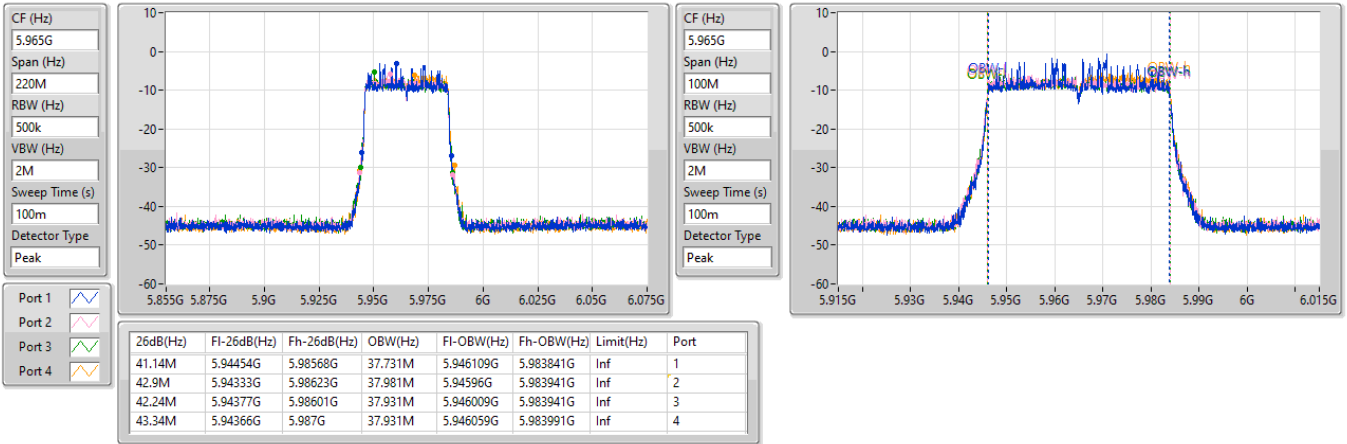 CF (Hz)
5.965G
Span (Hz)
220M
RBW (Hz)
500k
VBW (Hz)
2M
Sweep Time (s)
100m
Detector Type
Peak
10
0
-10
-20
-30
-40
-50
-60
5.855G 5.875G 5.9G 5.925G 5.95G 5.975G 6G 6.025G 6.05G 6.075G
CF (Hz)
5.965G
Span (Hz)
100M
RBW (Hz)
500k
VBW (Hz)
2M
Sweep Time (s)
100m
Detector Type
Peak
10
0
-10
-20
-30
-40
-50
-60
OBW-h
5.915G 5.93G 5.94G 5.95G 5.96G 5.97G 5.98G 5.99G 6G 6.015G
Port 1
Port 2
Port 3
Port 4
26dB(Hz) Fl-26dB(Hz) Fh-26dB(Hz) OBW(Hz) Fl-OBW(Hz) Fh-OBW(Hz) Limit(Hz) Port
41.14M 5.94454G 5.98568G 37.731M 5.946109G 5.983841G Inf 1
42.9M 5.94333G 5.98623G 37.981M 5.94596G 5.983941G Inf 2
42.24M 5.94377G 5.98601G 37.931M 5.946009G 5.983941G Inf 3
43.34M 5.94366G 5.987G 37.931M 5.946059G 5.983991G Inf 4